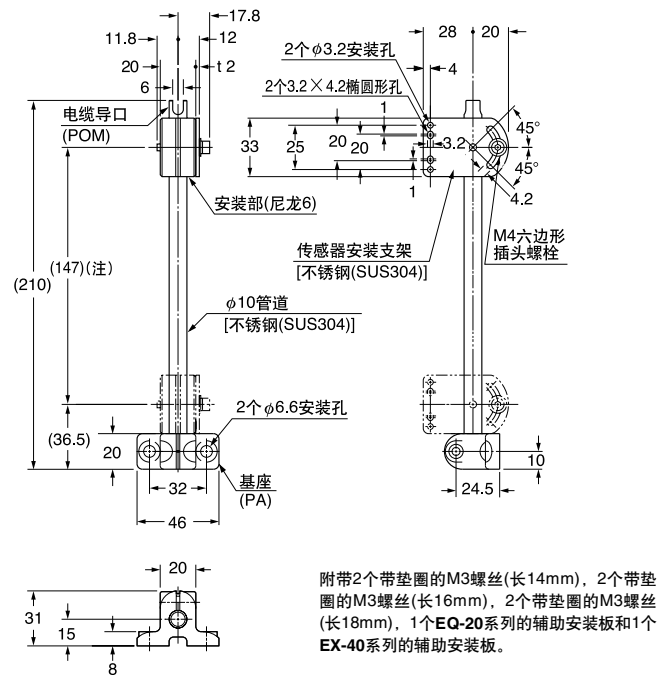 17.8
11.8
12
20
t 2
6
电缆导口
(POM)
安装部(尼龙6)
(147)(注)
(210)
φ10管道
[不锈钢(SUS304)]
(36.5)
20
2个φ6.6安装孔
基座
(PA)
32
46
28
20
2个φ3.2安装孔
4
2个3.2×4.2椭圆形孔
1
33
25
20
20
3.2
1
45°
45°
4.2
M4六边形
插头螺栓
传感器安装支架
[不锈钢(SUS304)]
10
24.5
20
31
15
8
附带2个带垫圈的M3螺丝(长14mm)，2个带垫
圈的M3螺丝(长16mm)，2个带垫圈的M3螺丝
(长18mm)，1个EQ-20系列的辅助安装板和1个
EX-40系列的辅助安装板。